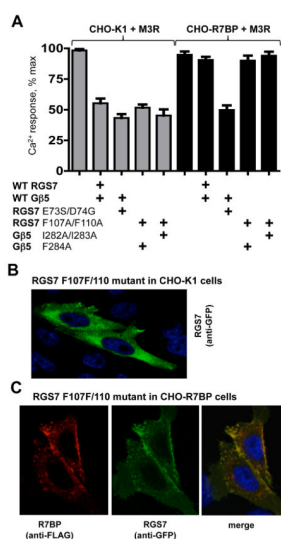 A
CHO-K1 + M3R
CHO-R7BP + M3R
Ca2+ response, % max
100
75
50
25
0
WT RGS7 + +
WT Gβ5 + + + +
RGS7 E73S/D74G + +
RGS7 F107A/F110A + + + +
Gβ5 I282A/I283A + +
Gβ5 F284A + +
B
RGS7 F107F/110 mutant in CHO-K1 cells
RGS7
(anti-GFP)
C
RGS7 F107F/110 mutant in CHO-R7BP cells
R7BP
(anti-FLAG)
RGS7
(anti-GFP)
merge